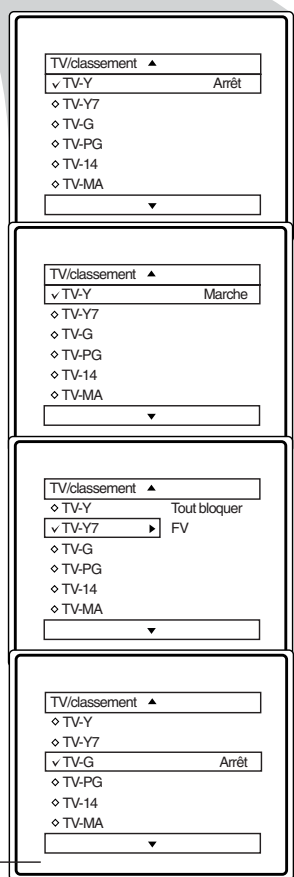 TV/classement ▲
✓ TV-Y Arrêt
◇ TV-Y7
◇ TV-G
◇ TV-PG
◇ TV-14
◇ TV-MA
▼
TV/classement ▲
✓ TV-Y Marche
◇ TV-Y7
◇ TV-G
◇ TV-PG
◇ TV-14
◇ TV-MA
▼
TV/classement ▲
◇ TV-Y Tout bloquer
✓ TV-Y7 ▶ FV
◇ TV-G
◇ TV-PG
◇ TV-14
◇ TV-MA
▼
TV/classement ▲
◇ TV-Y
◇ TV-Y7
✓ TV-G Arrêt
◇ TV-PG
◇ TV-14
◇ TV-MA
▼